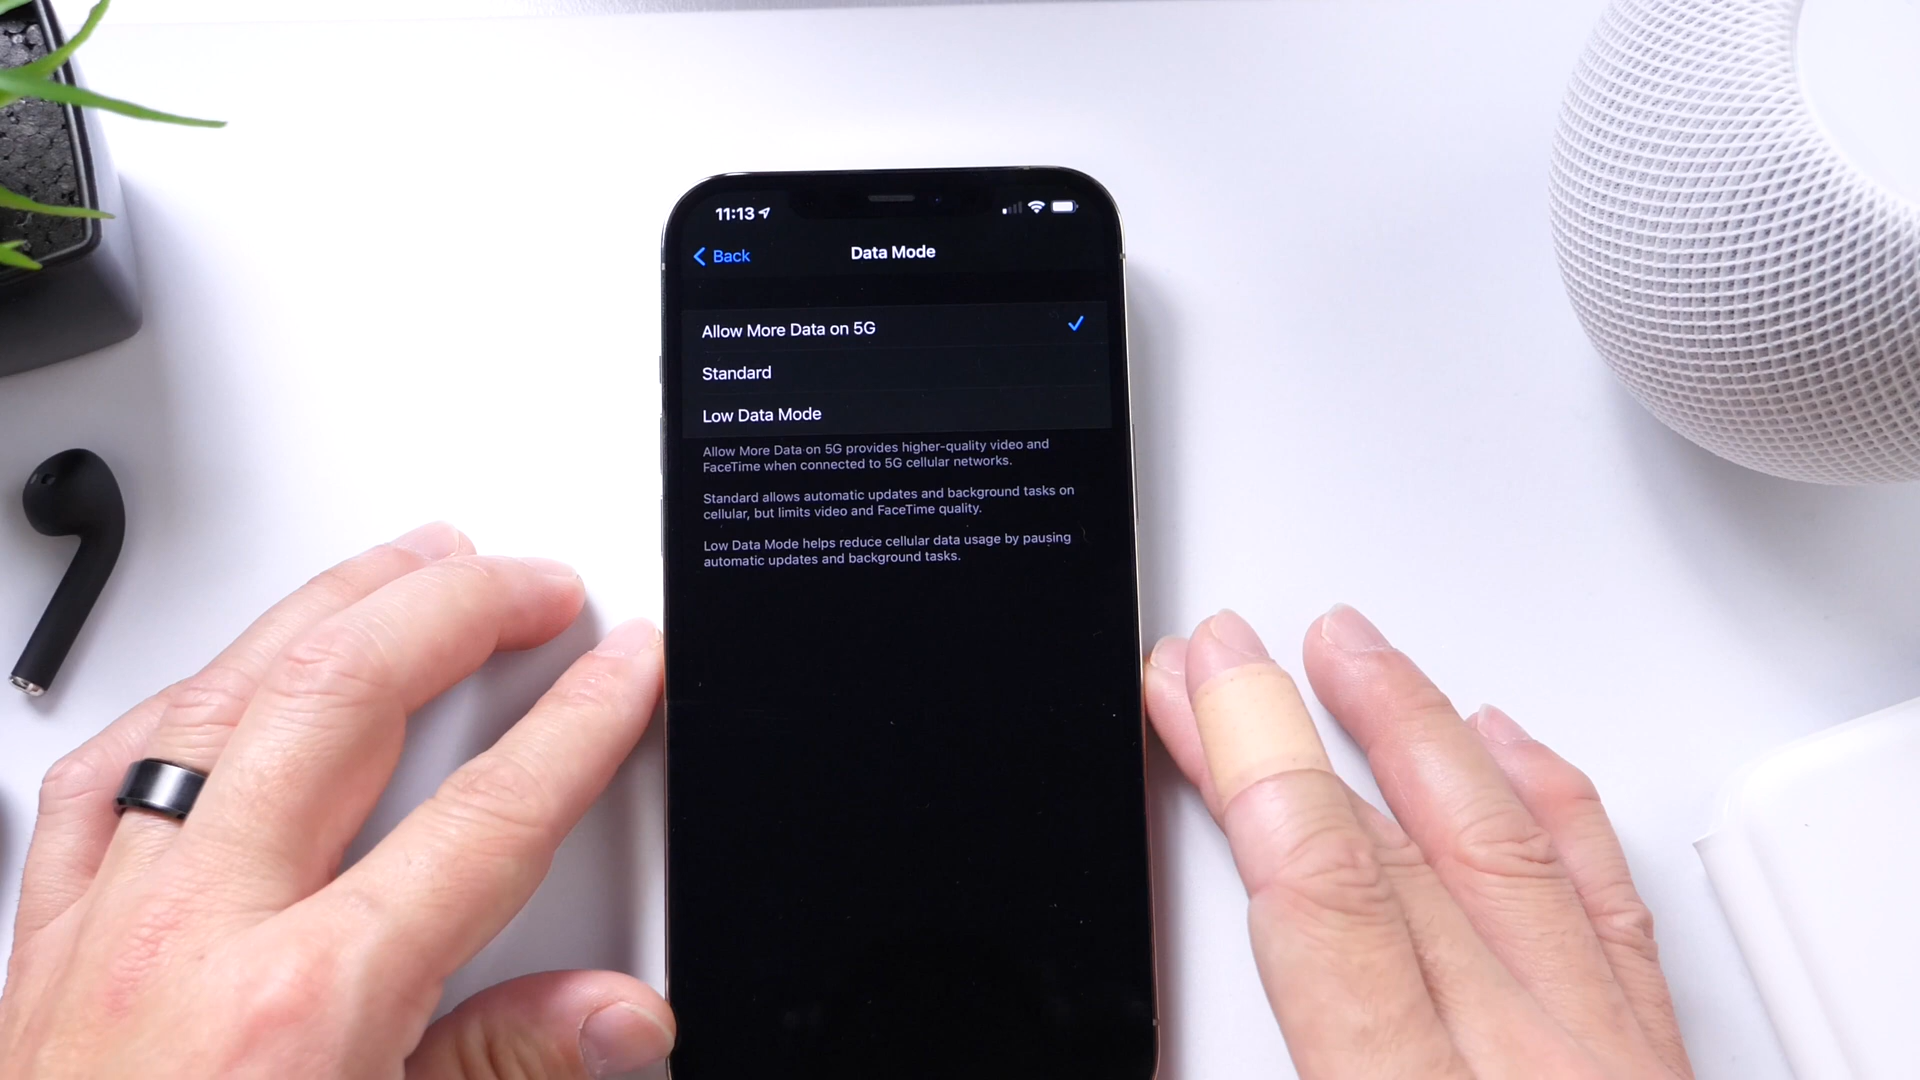 11:13
Back
Data Mode
Allow More Data on 5G
Standard
Low Data Mode
Allow More Data on 5G provides higher-quality video and
FaceTime when connected to 5G cellular networks.
Standard allows automatic updates and background tasks on
cellular, but limits video and FaceTime quality.
Low Data Mode helps reduce cellular data usage by pausing
automatic updates and background tasks.